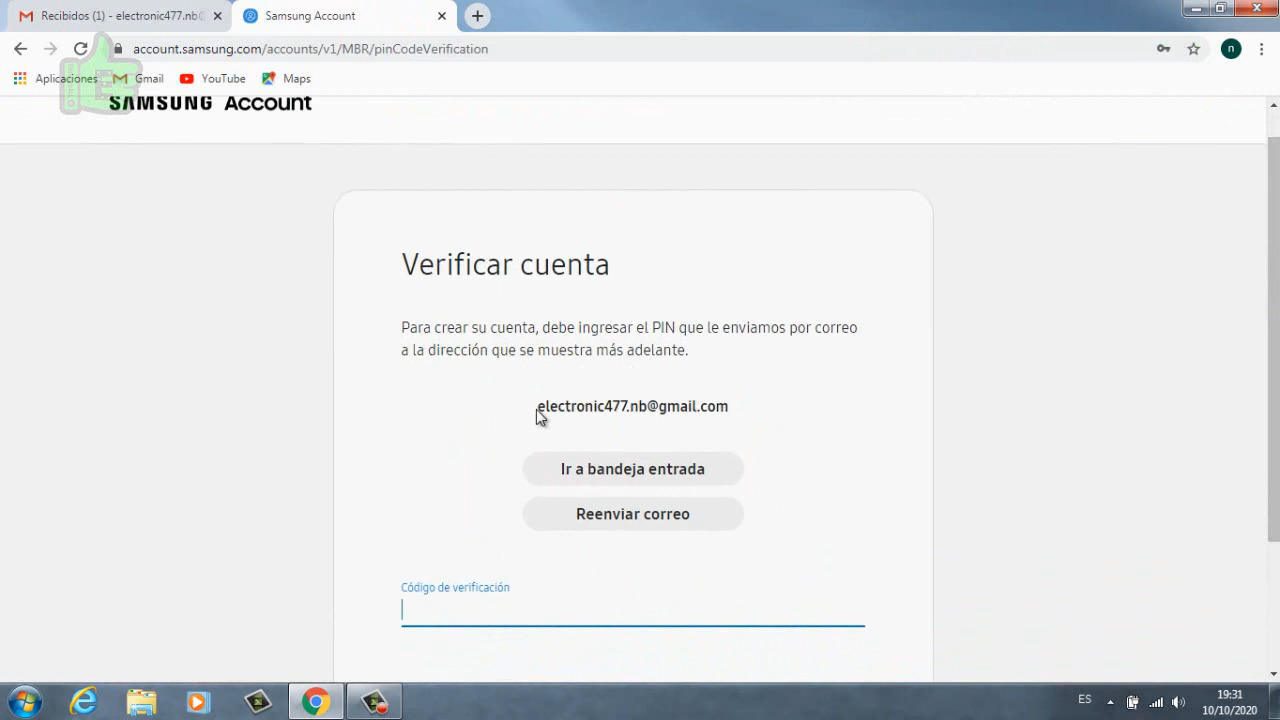 Recibidos (1) - electronic477.nb@
Samsung Account
account.samsung.com/accounts/v1/MBR/pinCodeVerification
n
Aplicaciones
Gmail
YouTube
Maps
SAMSUNG Account
Verificar cuenta
Para crear su cuenta, debe ingresar el PIN que le enviamos por correo
a la dirección que se muestra más adelante.
electronic477.nb@gmail.com
Ir a bandeja entrada
Reenviar correo
Código de verificación
ES
19:31
10/10/2020